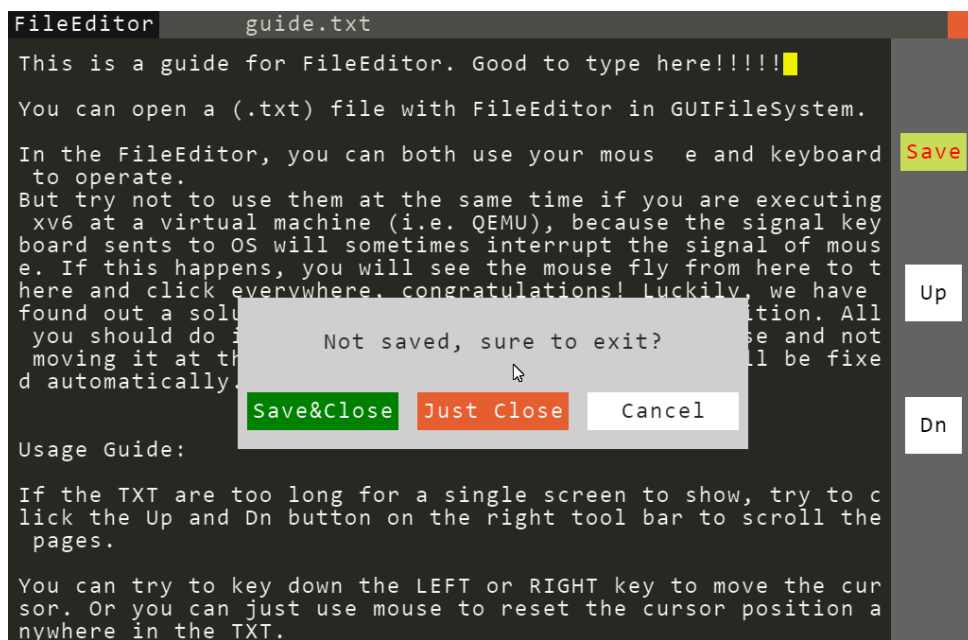 FileEditor guide.txt
This is a guide for FileEditor. Good to type here!!!!!
You can open a (.txt) file with FileEditor in GUIFileSystem.
In the FileEditor, you can both use your mous e and keyboard
to operate.
But try not to use them at the same time if you are executing
xv6 at a virtual machine (i.e. QEMU), because the signal key
board sents to OS will sometimes interrupt the signal of mous
e. If this happens, you will see the mouse fly from here to t
here and click everywhere, congratulations! Luckily, we have
found out a solu
ition. All
you should do i
se and not
moving it at th
ll be fixe
d automatically.
Not saved, sure to exit?
Save&Close Just Close Cancel
Usage Guide:
If the TXT are too long for a single screen to show, try to c
lick the Up and Dn button on the right tool bar to scroll the
pages.
You can try to key down the LEFT or RIGHT key to move the cur
sor. Or you can just use mouse to reset the cursor position a
nywhere in the TXT.
Save
Up
Dn